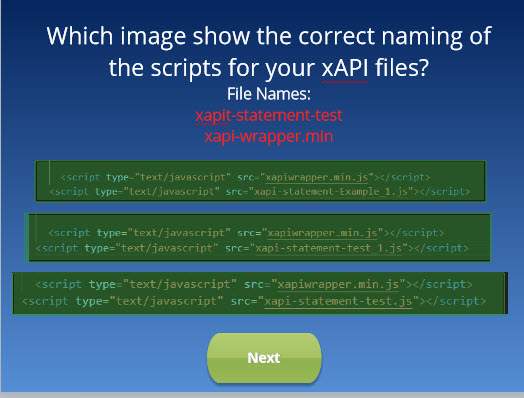 Which image show the correct naming of
the scripts for your xAPI files?
File Names:
xapit-statement-test
xapi-wrapper.min
<script type="text/javascript" src="xapiwrapper.min.js"></script>
<script type="text/javascript" src="xapi-statement-Example_1.js"></script>
<script type="text/javascript" src="xapiwrapper.min.js"></script>
<script type="text/javascript" src="xapi-statement-test_1.js"></script>
<script type="text/javascript" src="xapiwrapper.min.js"></script>
<script type="text/javascript" src="xapi-statement-test.js"></script>
Next